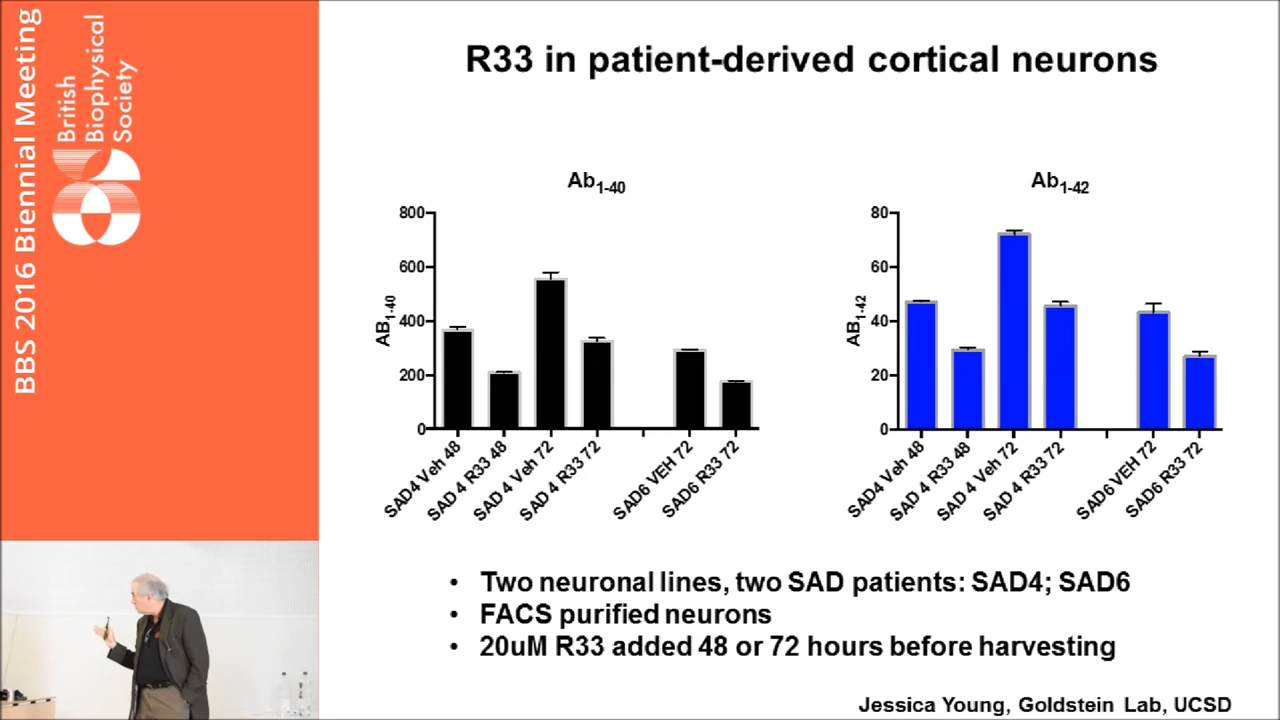 BBS 2016 Biennial Meeting
British
Biophysical
Society
R33 in patient-derived cortical neurons
Ab1-40
800
600
400
200
0
AB1-40
SAD4 Veh 48
SAD 4 R33 48
SAD 4 Veh 72
SAD 4 R33 72
SAD6 VEH 72
SAD6 R33 72
Ab1-42
80
60
40
20
0
AB1-42
SAD4 Veh 48
SAD 4 R33 48
SAD 4 Veh 72
SAD 4 R33 72
SAD6 VEH 72
SAD6 R33 72
• Two neuronal lines, two SAD patients: SAD4; SAD6
• FACS purified neurons
• 20uM R33 added 48 or 72 hours before harvesting
Jessica Young, Goldstein Lab, UCSD